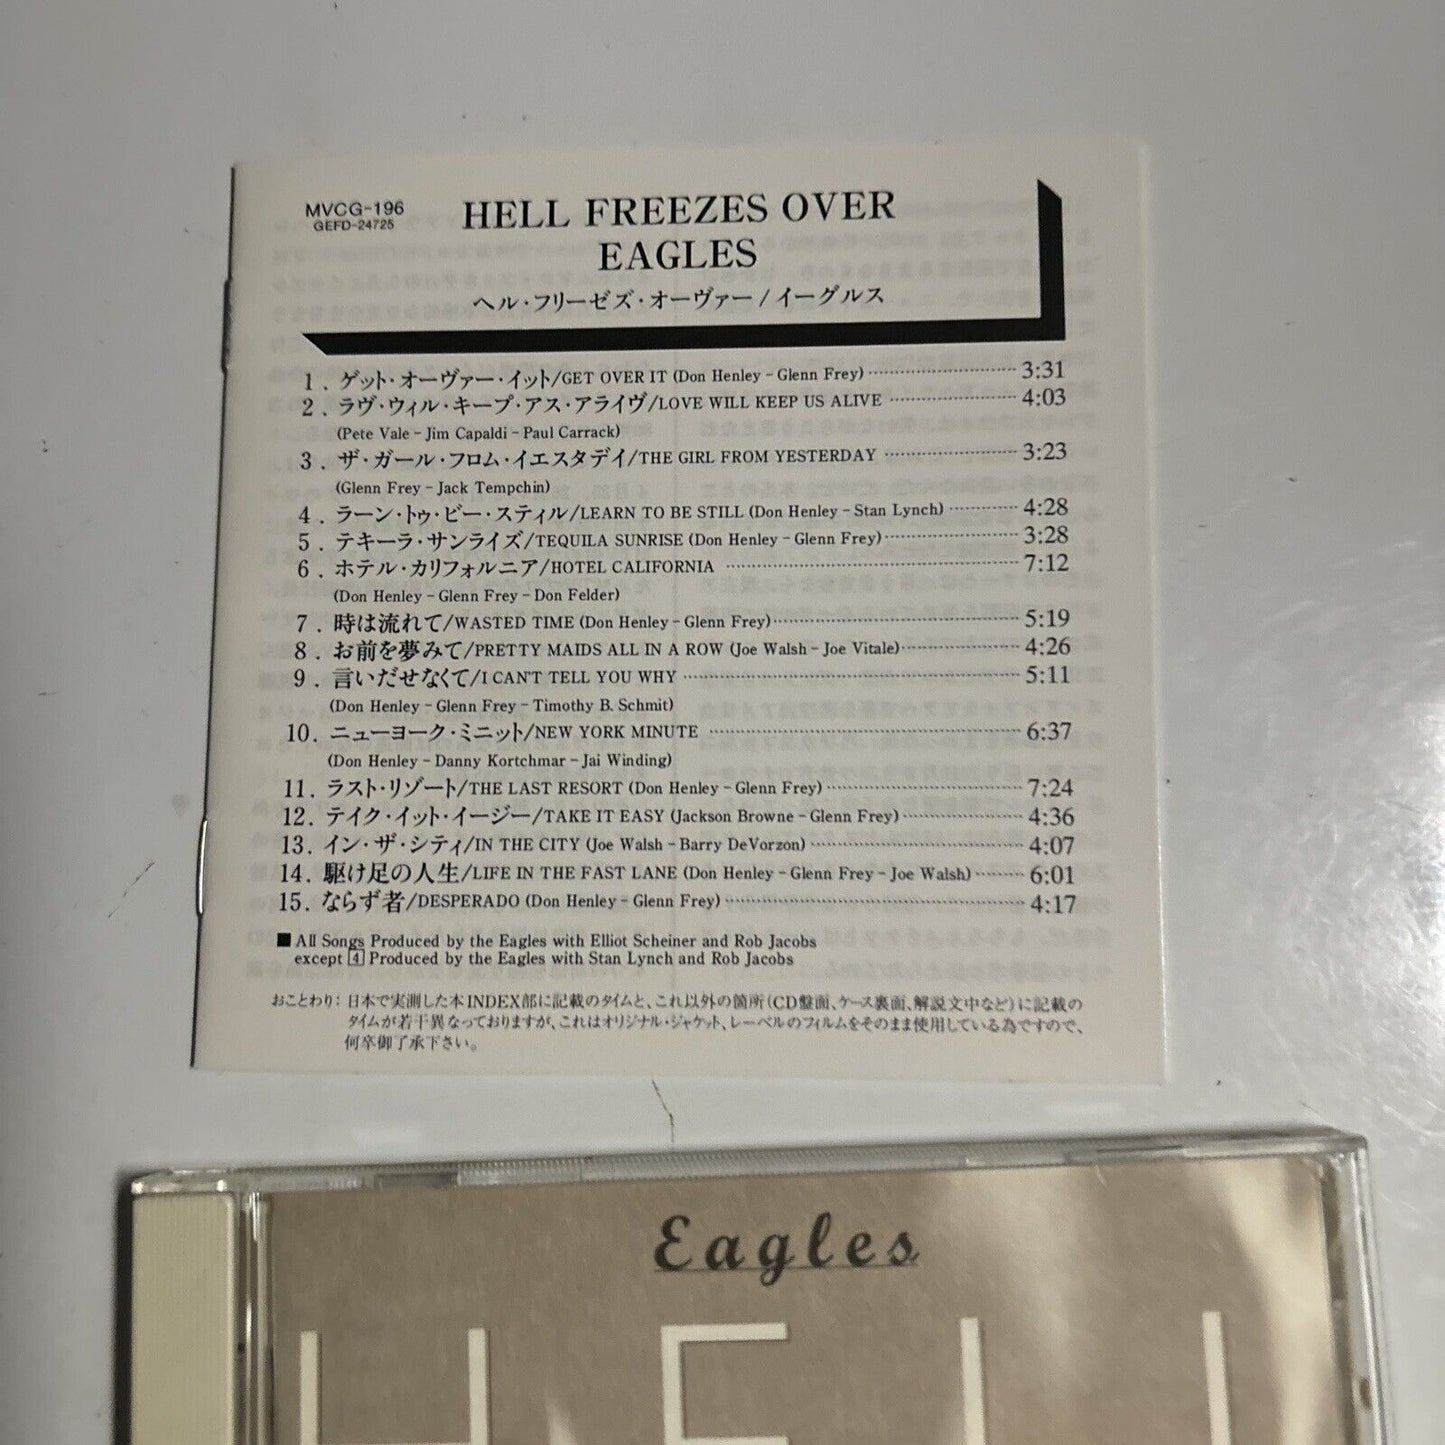 MVCG-196
GEFD-24725
HELL FREEZES OVER
EAGLES
ヘル・フリーゼズ・オーヴァー/イーグルス
1. ゲット・オーヴァー・イット/GET OVER IT (Don Henley–Glenn Frey) 3:31
2. ラヴ・ウィル・キープ・アス・アライヴ/LOVE WILL KEEP US ALIVE 4:03
(Pete Vale–Jim Capaldi–Paul Carrack)
3. ザ・ガール・フロム・イエスタデイ/THE GIRL FROM YESTERDAY 3:23
(Glenn Frey–Jack Tempchin)
4. ラーン・トゥ・ビー・スティル/LEARN TO BE STILL (Don Henley–Stan Lynch) 4:28
5. テキーラ・サンライズ/TEQUILA SUNRISE (Don Henley–Glenn Frey) 3:28
6. ホテル・カリフォルニア/HOTEL CALIFORNIA 7:12
(Don Henley–Glenn Frey–Don Felder)
7. 時は流れて/WASTED TIME (Don Henley–Glenn Frey) 5:19
8. お前を夢みて/PRETTY MAIDS ALL IN A ROW (Joe Walsh–Joe Vitale) 4:26
9. 言いだせなくて/I CAN'T TELL YOU WHY 5:11
(Don Henley–Glenn Frey–Timothy B. Schmit)
10. ニューヨーク・ミニット/NEW YORK MINUTE 6:37
(Don Henley–Danny Kortchmar–Jai Winding)
11. ラスト・リゾート/THE LAST RESORT (Don Henley–Glenn Frey) 7:24
12. テイク・イット・イージー/TAKE IT EASY (Jackson Browne–Glenn Frey) 4:36
13. イン・ザ・シティ/IN THE CITY (Joe Walsh–Barry DeVorzon) 4:07
14. 駆け足の人生/LIFE IN THE FAST LANE (Don Henley–Glenn Frey–Joe Walsh) 6:01
15. ならず者/DESPERADO (Don Henley–Glenn Frey) 4:17
■All Songs Produced by the Eagles with Elliot Scheiner and Rob Jacobs
except 4 Produced by the Eagles with Stan Lynch and Rob Jacobs
おことわり：日本で実測した本INDEX部に記載のタイムと、これ以外の箇所(CD盤面、ケース裏面、解説文中など)に記載の
タイムが若干異なっておりますが、これはオリジナル・ジャケット、レーベルのフィルムをそのまま使用している為ですので、
何卒御了承下さい。
Eagles
HELL